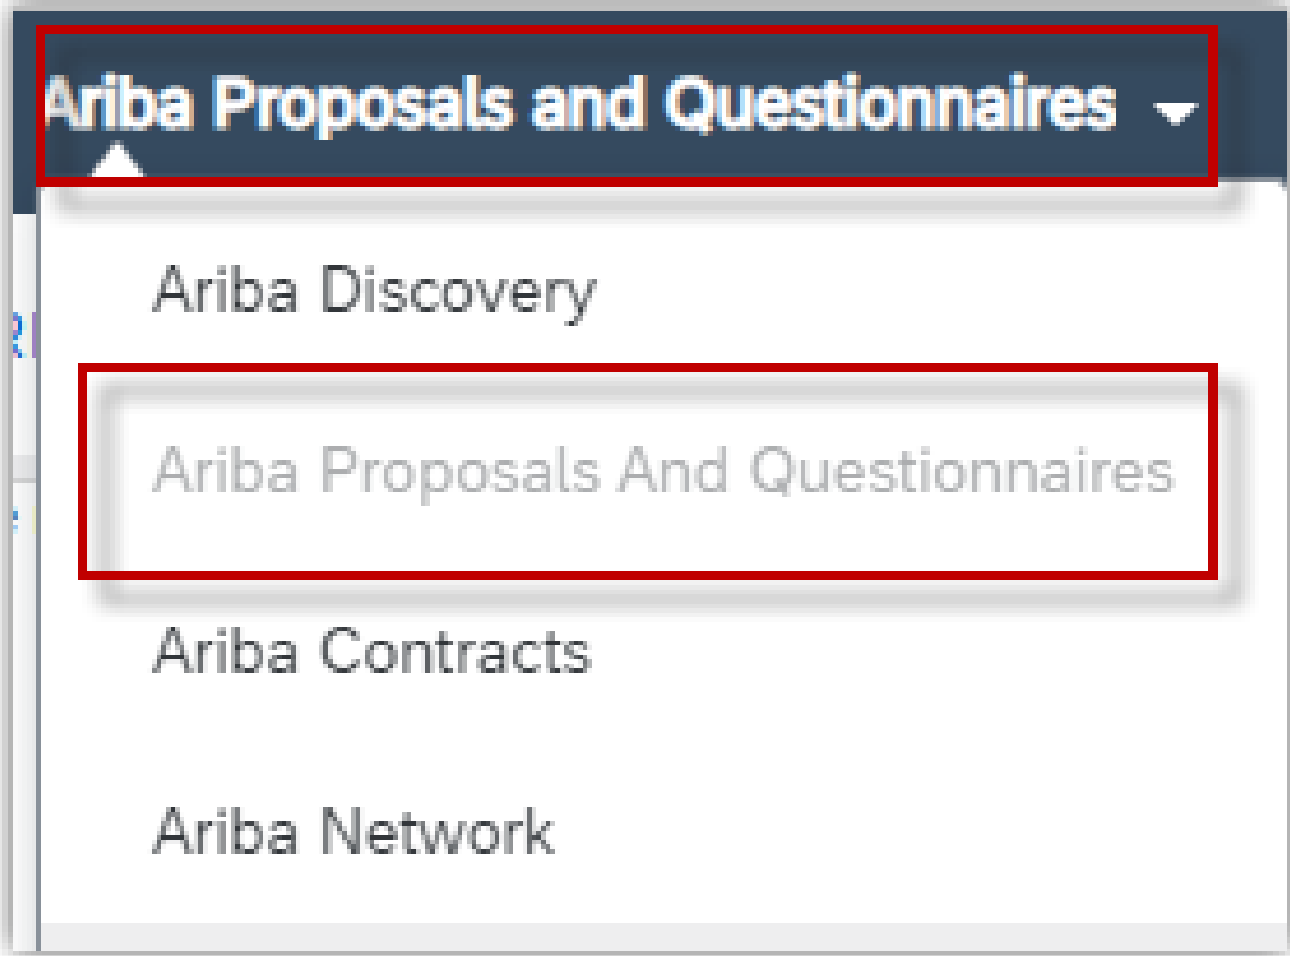 Ariba Proposals and Questionnaires
Ariba Discovery
Ariba Proposals And Questionnaires
Ariba Contracts
Ariba Network